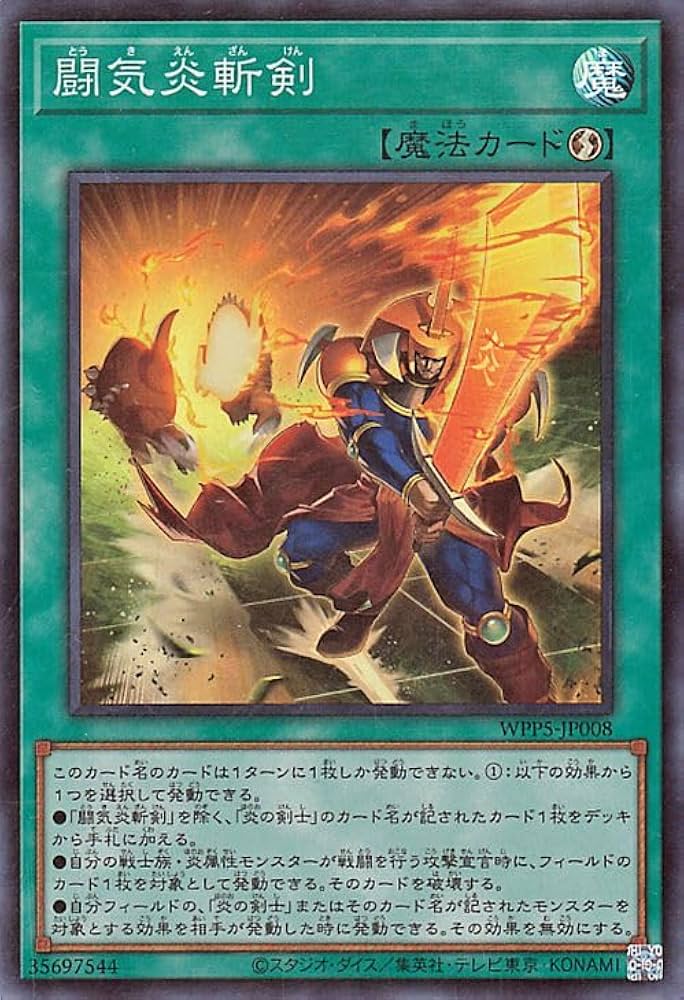 闘気炎斬剣
魔
【魔法カード】
炎
WPP5-JP008
このカード名のカードは1ターンに1枚しか発動できない。①:以下の効果から
1つを選択して発動できる。
●「闘気炎斬剣」を除く、「炎の剣士」のカード名が記されたカード1枚をデッキ
から手札に加える。
●自分の戦士族・炎属性モンスターが戦闘を行う攻撃宣言時に、フィールドの
カード1枚を対象として発動できる。そのカードを破壊する。
●自分フィールドの、「炎の剣士」またはそのカード名が記されたモンスターを
対象とする効果を相手が発動した時に発動できる。その効果を無効にする。
35697544
©スタジオ・ダイス/集英社・テレビ東京・KONAMI